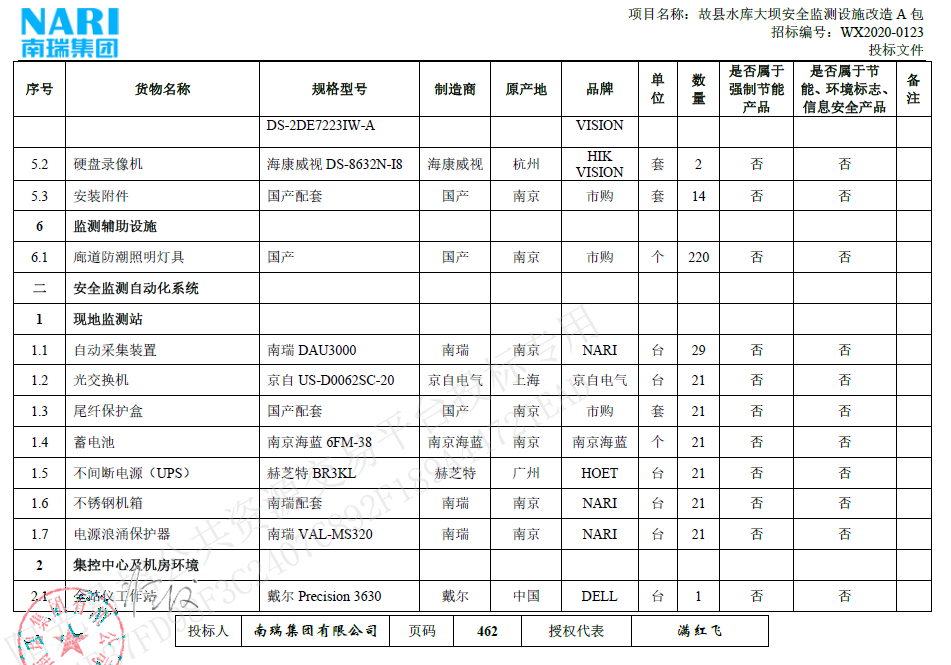 NARI
南瑞集团
项目名称：故县水库大坝安全监测设施改造 A 包
招标编号：WX2020-0123
投标文件
序号 货物名称 规格型号 制造商 原产地 品牌 单位 数量 是否属于强制节能产品 是否属于节能、环境标志、信息安全产品 备注
DS-2DE7223IW-A VISION
5.2 硬盘录像机 海康威视 DS-8632N-I8 海康威视 杭州 HIK VISION 套 2 否 否
5.3 安装附件 国产配套 国产 南京 市购 套 14 否 否
6 监测辅助设施
6.1 廊道防潮照明灯具 国产 国产 南京 市购 个 220 否 否
二 安全监测自动化系统
1 现地监测站
1.1 自动采集装置 南瑞 DAU3000 南瑞 南京 NARI 台 29 否 否
1.2 光交换机 京自 US-D0062SC-20 京自电气 上海 京自电气 台 21 否 否
1.3 尾纤保护盒 国产配套 国产 南京 市购 套 21 否 否
1.4 蓄电池 南京海蓝 6FM-38 南京海蓝 南京 南京海蓝 个 21 否 否
1.5 不间断电源（UPS） 赫芝特 BR3KL 赫芝特 广州 HOET 台 21 否 否
1.6 不锈钢机箱 南瑞配套 南瑞 南京 NARI 台 21 否 否
1.7 电源浪涌保护器 南瑞 VAL-MS320 南瑞 南京 NARI 台 21 否 否
2 集控中心及机房环境
2.1 工作站 戴尔 Precision 3630 戴尔 中国 DELL 台 1 否 否
投标人 南瑞集团有限公司 页码 462 授权代表 满红飞